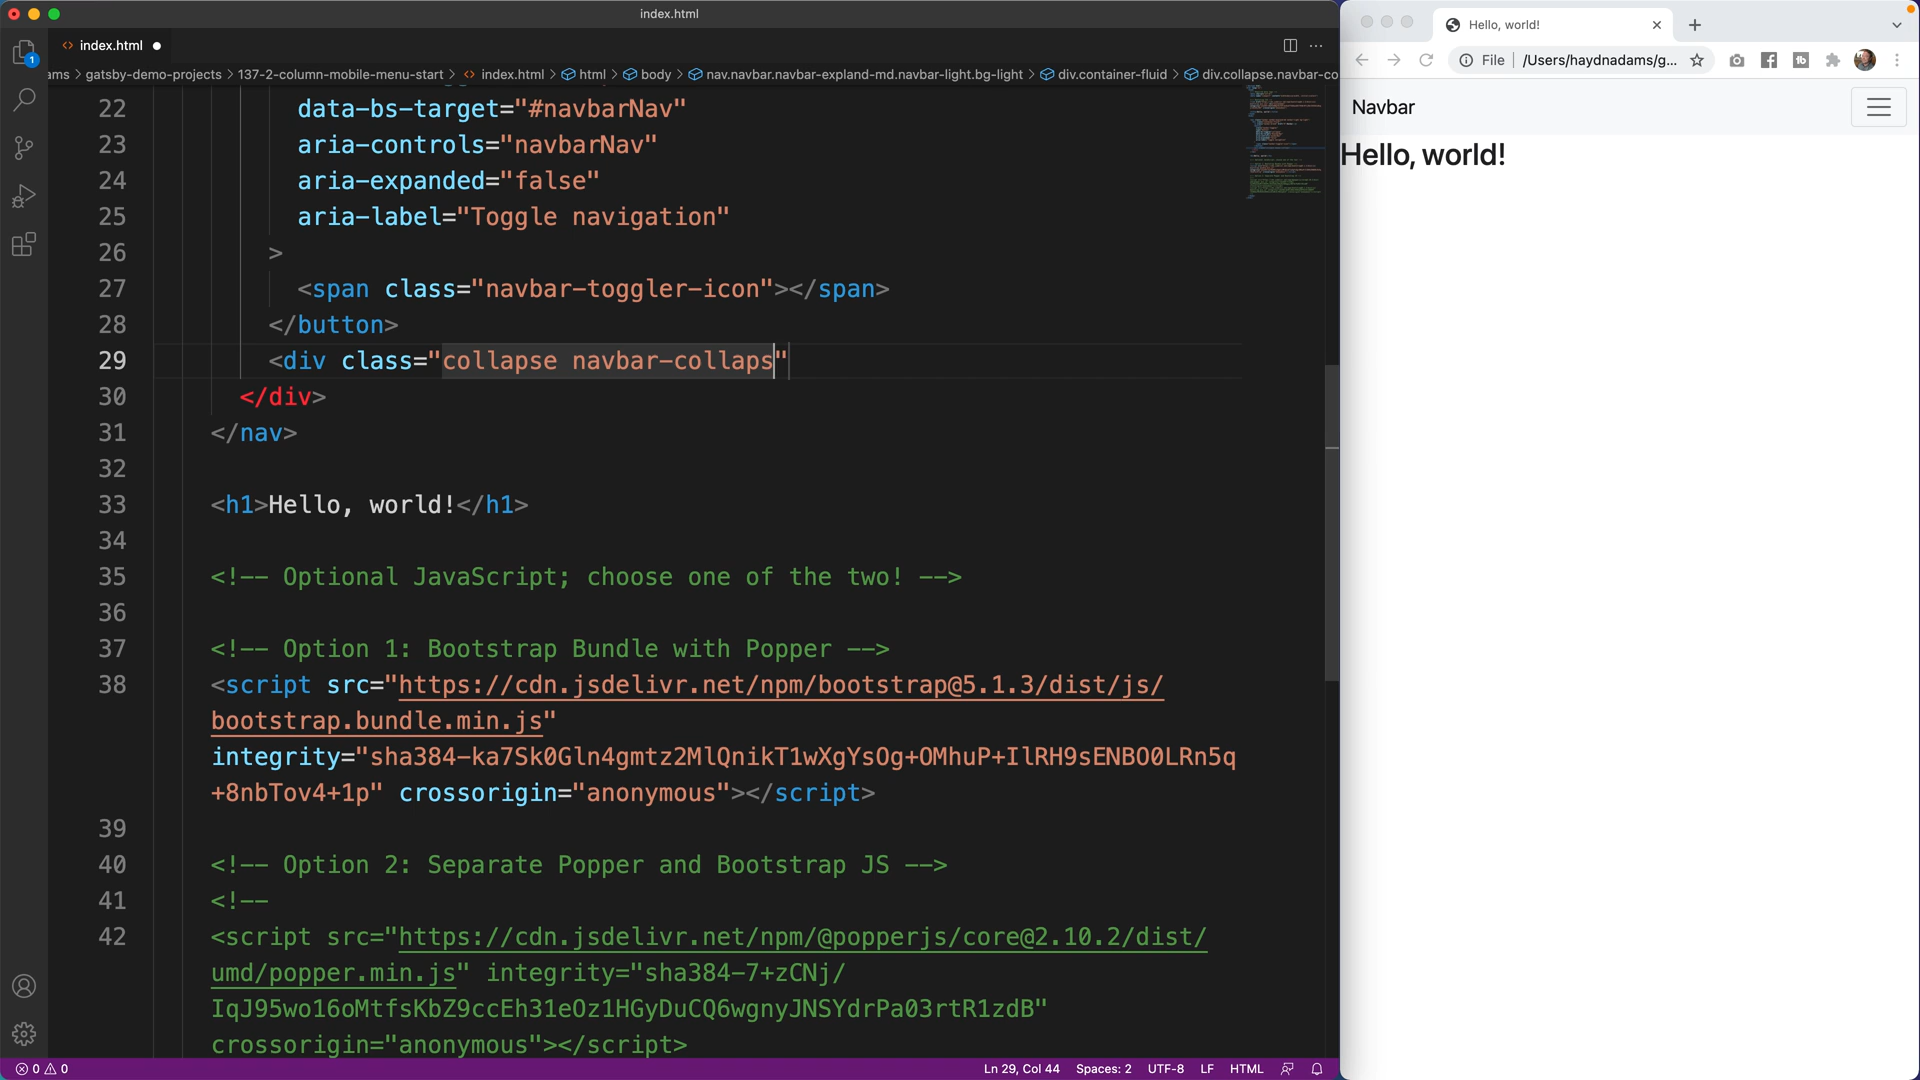 index.html
index.html
1
ams > gatsby-demo-projects > 137-2-column-mobile-menu-start > index.html > html > body > nav.navbar.navbar-expland-md.navbar-light.bg-light > div.container-fluid > div.collapse.navbar-co
22 data-bs-target="#navbarNav"
23 aria-controls="navbarNav"
24 aria-expanded="false"
25 aria-label="Toggle navigation"
26 >
27 <span class="navbar-toggler-icon"></span>
28 </button>
29 <div class="collapse navbar-collaps"
30 </div>
31 </nav>
32
33 <h1>Hello, world!</h1>
34
35 <!-- Optional JavaScript; choose one of the two! -->
36
37 <!-- Option 1: Bootstrap Bundle with Popper -->
38 <script src="https://cdn.jsdelivr.net/npm/bootstrap@5.1.3/dist/js/
bootstrap.bundle.min.js"
integrity="sha384-ka7Sk0Gln4gmtz2MlQnikT1wXgYsOg+OMhuP+IlRH9sENBO0LRn5q
+8nbTov4+1p" crossorigin="anonymous"></script>
39
40 <!-- Option 2: Separate Popper and Bootstrap JS -->
41 <!--
42 <script src="https://cdn.jsdelivr.net/npm/@popperjs/core@2.10.2/dist/
umd/popper.min.js" integrity="sha384-7+zCNj/
IqJ95wo16oMtfsKbZ9ccEh31eOz1HGyDuCQ6wgnyJNSYdrPa03rtR1zdB"
crossorigin="anonymous"></script>
0 0
Ln 29, Col 44 Spaces: 2 UTF-8 LF HTML
Hello, world!
File /Users/haydnadams/g...
Navbar
Hello, world!